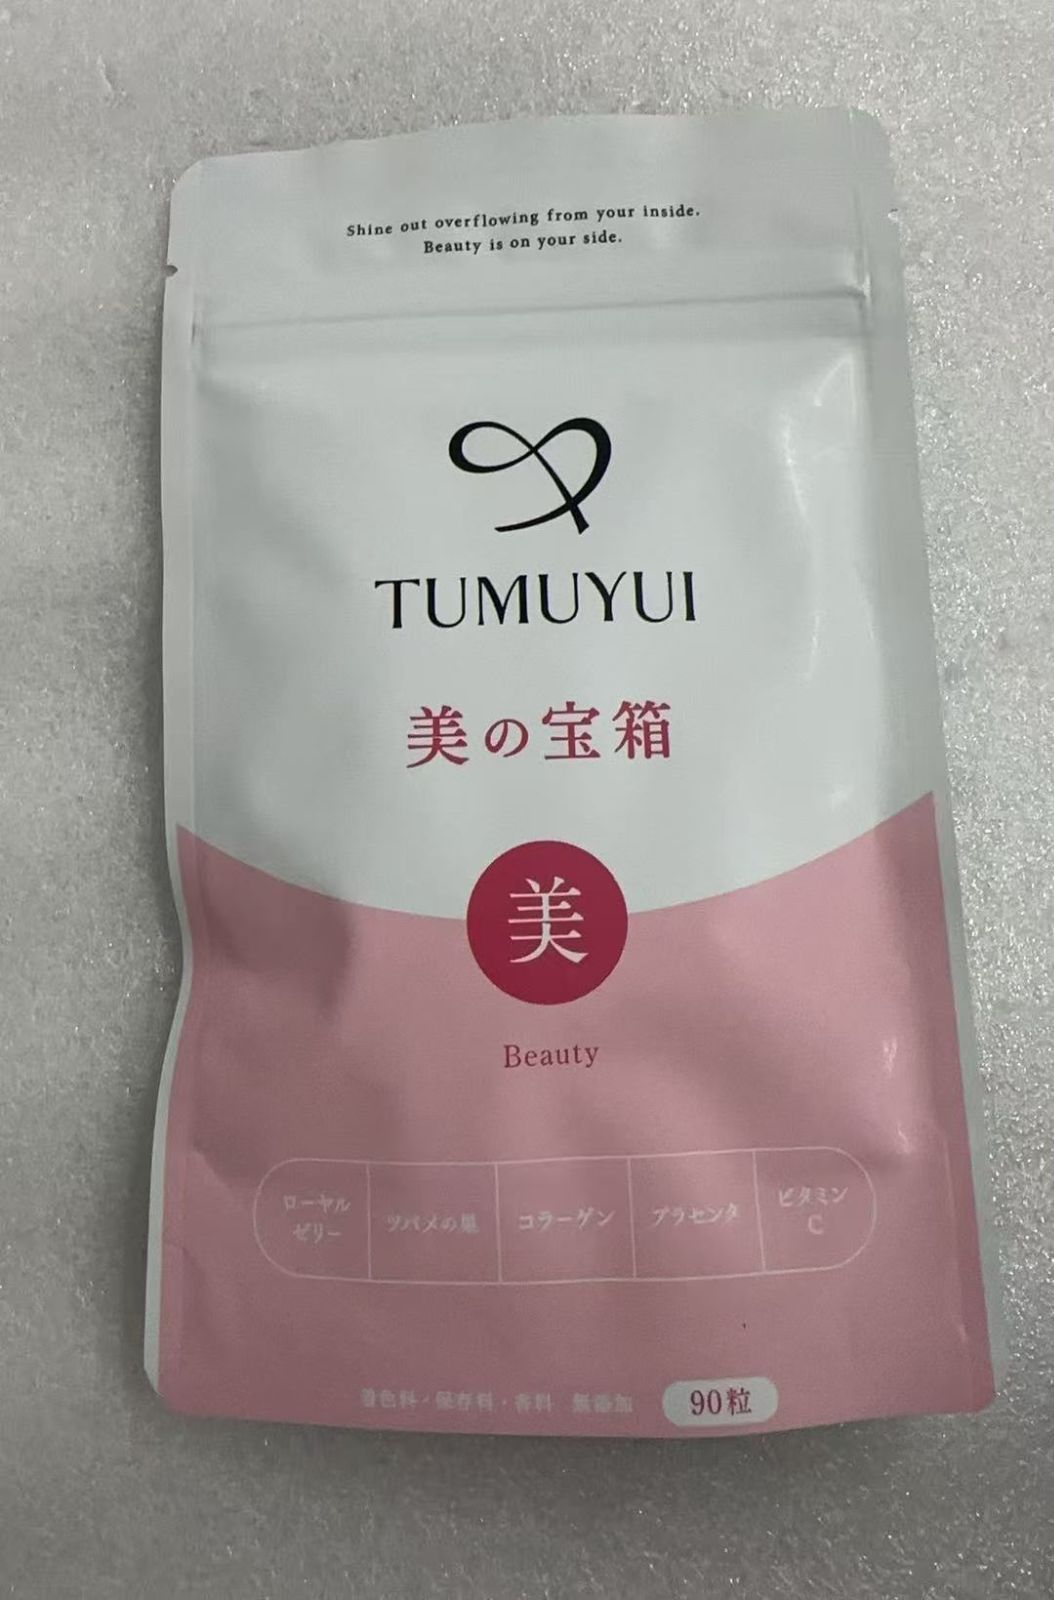 Shine out overflowing from your inside.
Beauty is on your side.
TUMUYUI
美の宝箱
美
Beauty
ローヤル
ゼリー
ツバメの巣
コラーゲン
プラセンタ
ビタミン
C
着色料・保存料・香料 無添加
90粒